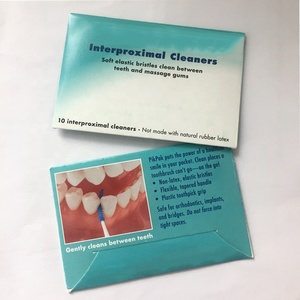 Interproximal Cleaners
Soft elastic bristles clean between
teeth and massage gums
10 interproximal cleaners - Not made with natural rubber latex
PikPak puts the power of a
smile in your pocket. Clean places a
toothbrush can't go— on the go!
• Non-latex, elastic bristles
• Flexible, tapered handle
• Plastic toothpick grip
Safe for orthodontics, implants,
and bridges. Do not force into
tight spaces.
Gently cleans between teeth